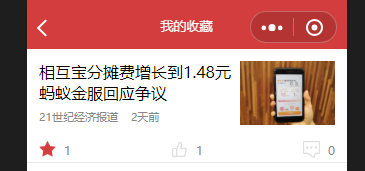 我的收藏
相互宝分摊费增长到1.48元
蚂蚁金服回应争议
21世纪经济报道 2天前
1 1 0